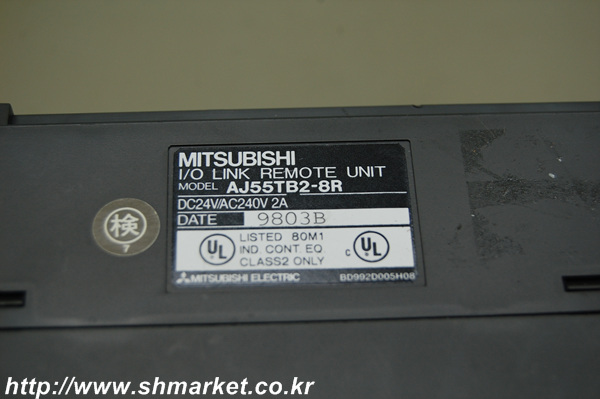 MITSUBISHI
I/O LINK REMOTE UNIT
MODEL AJ55TB2-8R
DC24V/AC240V 2A
DATE 9803B
UL LISTED 80M1
IND. CONT. EQ.
CLASS2 ONLY
c UL
MITSUBISHI ELECTRIC BD992D005H08
検
http://www.shmarket.co.kr